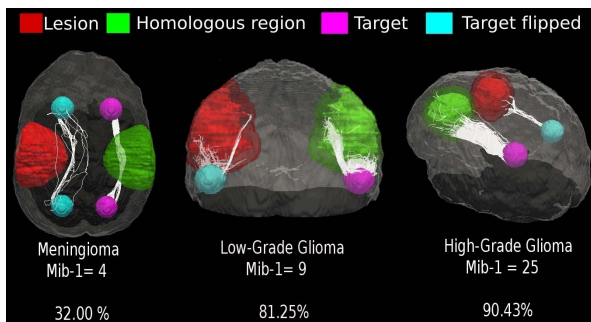 Lesion Homologous region Target Target flipped
Meningioma
Mib-1= 4
32.00 %
Low-Grade Glioma
Mib-1= 9
81.25%
High-Grade Glioma
Mib-1 = 25
90.43%